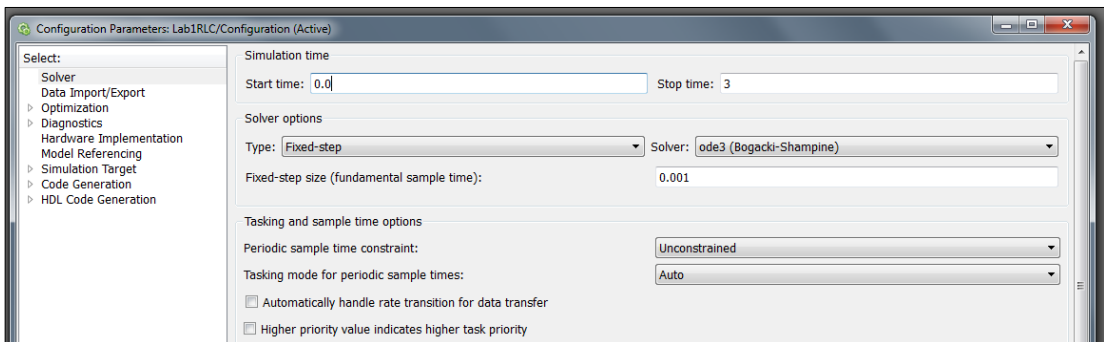 Configuration Parameters: Lab1RLC/Configuration (Active)
Select:
Solver
Data Import/Export
Optimization
Diagnostics
Hardware Implementation
Model Referencing
Simulation Target
Code Generation
HDL Code Generation
Simulation time
Start time: 0.0 Stop time: 3
Solver options
Type: Fixed-step Solver: ode3 (Bogacki-Shampine)
Fixed-step size (fundamental sample time): 0.001
Tasking and sample time options
Periodic sample time constraint: Unconstrained
Tasking mode for periodic sample times: Auto
Automatically handle rate transition for data transfer
Higher priority value indicates higher task priority